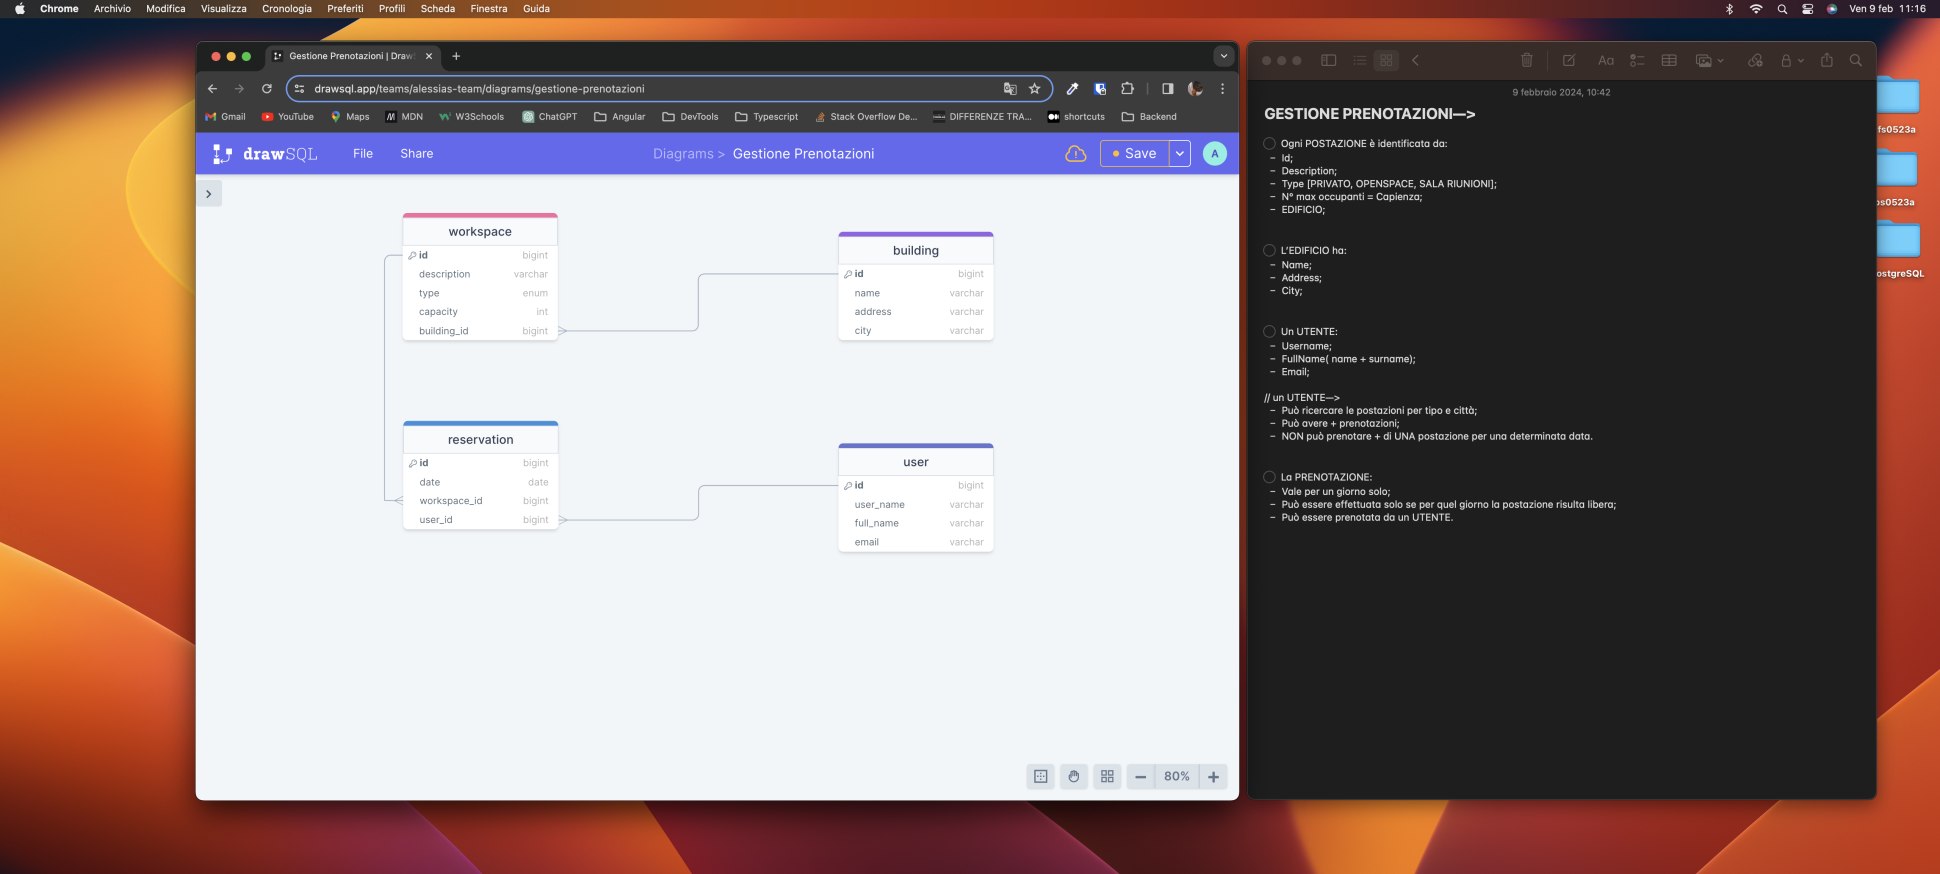 Chrome Archivio Modifica Visualizza Cronologia Preferiti Profili Scheda Finestra Guida
Ven 9 feb 11:16
Gestione Prenotazioni | Draw
drawsql.app/teams/alessias-team/diagrams/gestione-prenotazioni
Gmail YouTube Maps MDN W3Schools ChatGPT Angular DevTools Typescript Stack Overflow De... DIFFERENZE TRA... shortcuts Backend
drawSQL File Share Diagrams > Gestione Prenotazioni Save A
workspace
id bigint
description varchar
type enum
capacity int
building_id bigint
building
id bigint
name varchar
address varchar
city varchar
reservation
id bigint
date date
workspace_id bigint
user_id bigint
user
id bigint
user_name varchar
full_name varchar
email varchar
80%
Aa
9 febbraio 2024, 10:42
GESTIONE PRENOTAZIONI—>
Ogni POSTAZIONE è identificata da:
– Id;
– Description;
– Type [PRIVATO, OPENSPACE, SALA RIUNIONI];
– N° max occupanti = Capienza;
– EDIFICIO;
L'EDIFICIO ha:
– Name;
– Address;
– City;
Un UTENTE:
– Username;
– FullName( name + surname);
– Email;
// un UTENTE—>
– Può ricercare le postazioni per tipo e città;
– Può avere + prenotazioni;
– NON può prenotare + di UNA postazione per una determinata data.
La PRENOTAZIONE:
– Vale per un giorno solo;
– Può essere effettuata solo se per quel giorno la postazione risulta libera;
– Può essere prenotata da un UTENTE.
fs0523a
os0523a
ostgreSQL